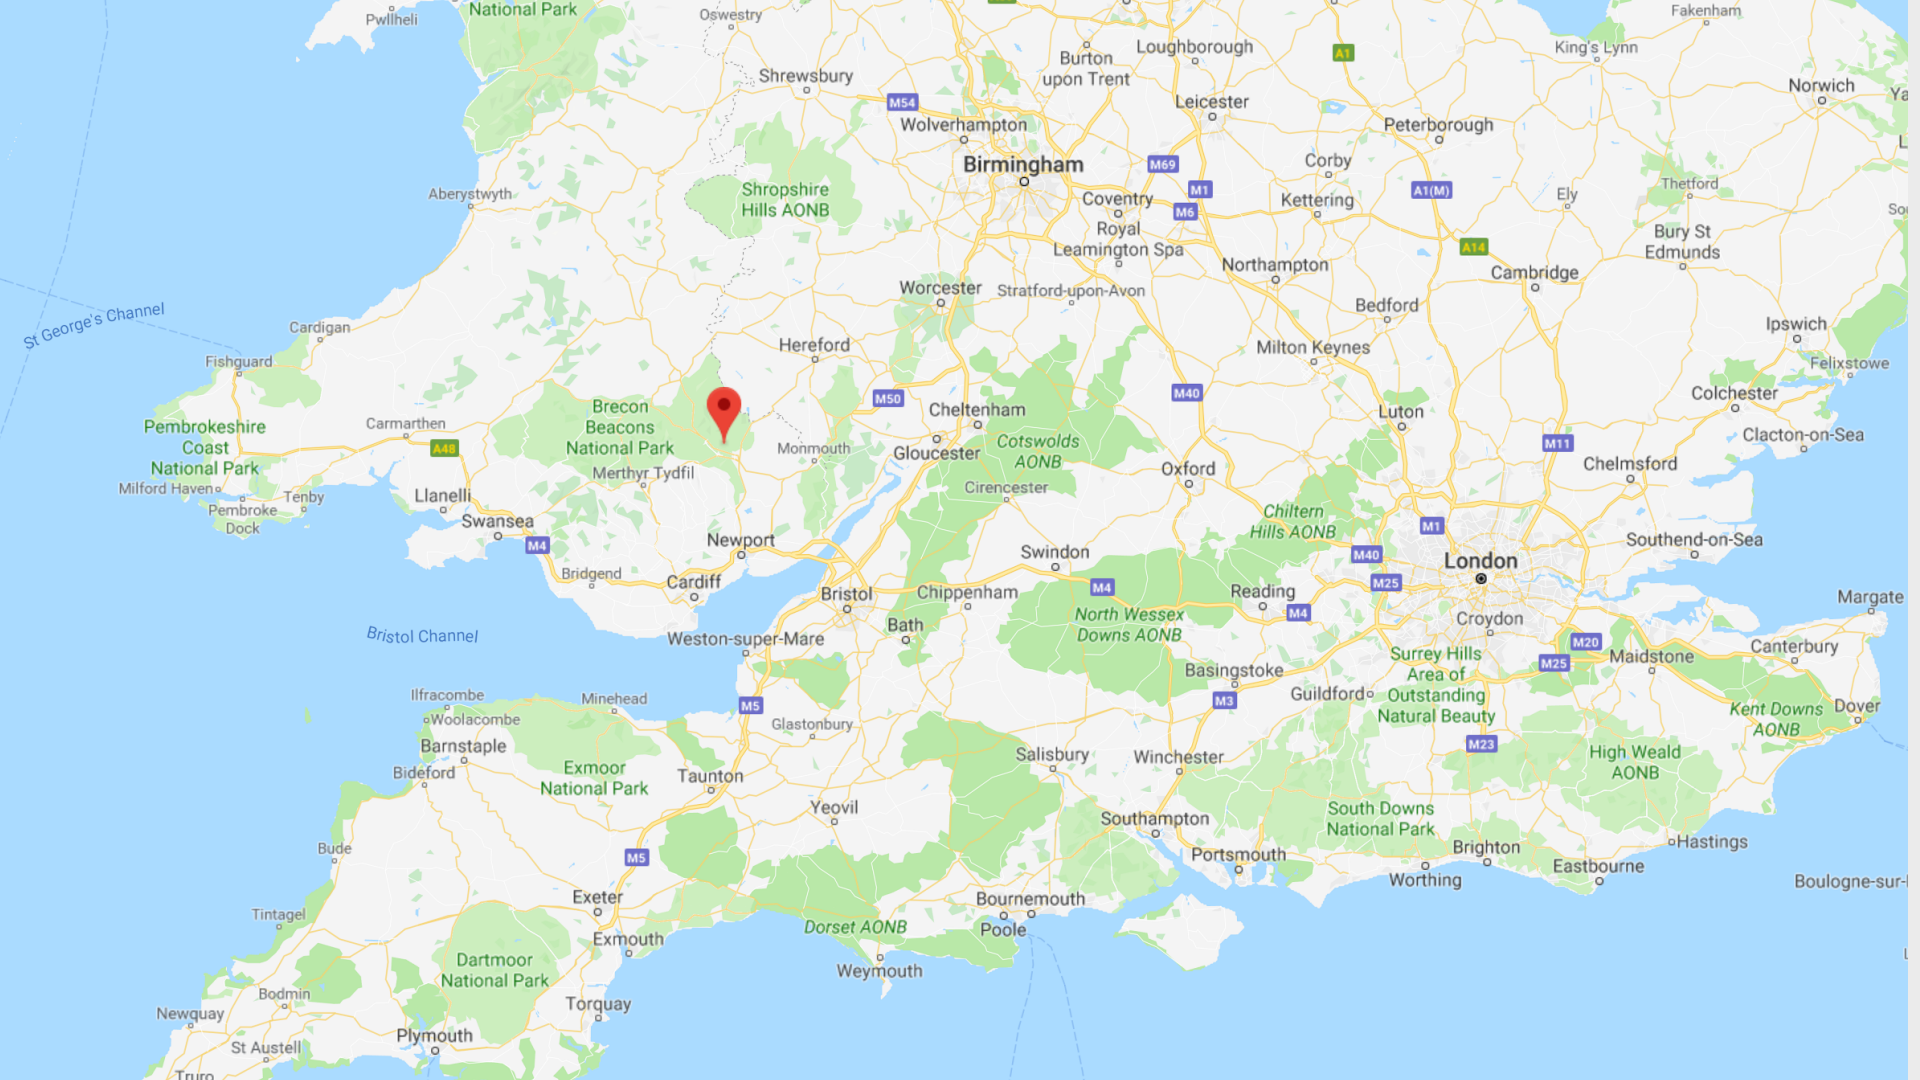 National Park
Pwllheli
Oswestry
Fakenham
Burton
upon Trent
Loughborough
A1
King's Lynn
Shrewsbury
M54
Leicester
Norwich
Ya
Wolverhampton
Peterborough
Birmingham
M69
Corby
L
Aberystwyth
Shropshire
Hills AONB
Coventry
M1
M6
Kettering
A1(M)
Ely
Thetford
Sou
Royal
Leamington Spa
A14
Bury St
Edmunds
Northampton
Cambridge
Worcester
Stratford-upon-Avon
Bedford
St George's Channel
Cardigan
Ipswich
Hereford
Milton Keynes
Fishguard
Felixstowe
M50
M40
Colchester
Brecon
Beacons
National Park
Cheltenham
Luton
Pembrokeshire
Coast
National Park
Carmarthen
A48
Monmouth
Gloucester
Cotswolds
AONB
M11
Clacton-on-Sea
Merthyr Tydfil
Oxford
Chelmsford
Milford Haven
Tenby
Llanelli
Cirencester
Pembroke
Dock
Swansea
Chiltern
Hills AONB
M1
M4
Newport
Swindon
M40
Southend-on-Sea
London
Bridgend
Cardiff
Bristol
Chippenham
M4
Reading
M4
M25
Margate
Bristol Channel
Weston-super-Mare
Bath
North Wessex
Downs AONB
Croydon
M20
M25
Maidstone
Canterbury
Surrey Hills
Area of
Outstanding
Natural Beauty
Basingstoke
Guildford
M3
Ilfracombe
Minehead
M5
Woolacombe
Glastonbury
Kent Downs
AONB
Dover
Barnstaple
Salisbury
Winchester
M23
High Weald
AONB
Bideford
Exmoor
National Park
Taunton
Yeovil
Southampton
South Downs
National Park
Bude
M5
Portsmouth
Brighton
Hastings
Worthing
Eastbourne
Boulogne-sur-
Exeter
Bournemouth
Poole
Tintagel
Dorset AONB
Exmouth
Weymouth
Dartmoor
National Park
Bodmin
Newquay
Torquay
Plymouth
St Austell
Truro